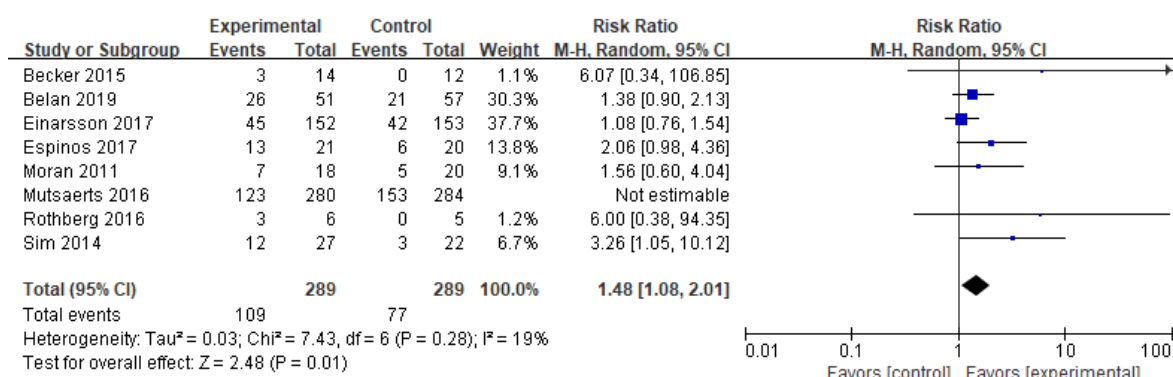 Experimental Control Risk Ratio Risk Ratio
Study or Subgroup Events Total Events Total Weight M-H, Random, 95% CI M-H, Random, 95% CI
Becker 2015 3 14 0 12 1.1% 6.07 [0.34, 106.85]
Belan 2019 26 51 21 57 30.3% 1.38 [0.90, 2.13]
Einarsson 2017 45 152 42 153 37.7% 1.08 [0.76, 1.54]
Espinos 2017 13 21 6 20 13.8% 2.06 [0.98, 4.36]
Moran 2011 7 18 5 20 9.1% 1.56 [0.60, 4.04]
Mutsaerts 2016 123 280 153 284 Not estimable
Rothberg 2016 3 6 0 5 1.2% 6.00 [0.38, 94.35]
Sim 2014 12 27 3 22 6.7% 3.26 [1.05, 10.12]
Total (95% CI) 289 289 100.0% 1.48 [1.08, 2.01]
Total events 109 77
Heterogeneity: Tau² = 0.03; Chi² = 7.43, df = 6 (P = 0.28); I² = 19%
Test for overall effect: Z = 2.48 (P = 0.01)
0.01 0.1 1 10 100
Favors [control] Favors [experimental]